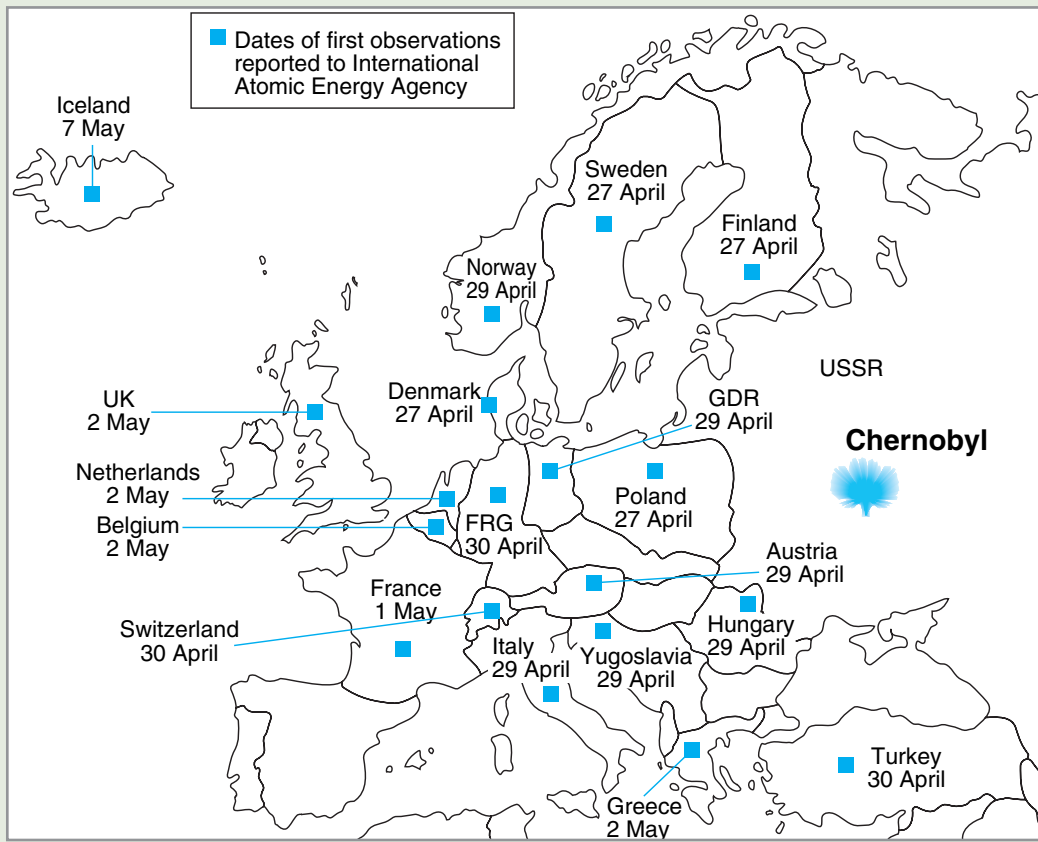 Dates of first observations
reported to International
Atomic Energy Agency
Iceland
7 May
Sweden
27 April
Finland
27 April
Norway
29 April
USSR
UK
2 May
Denmark
27 April
GDR
29 April
Chernobyl
Netherlands
2 May
Poland
27 April
Belgium
2 May
FRG
30 April
Austria
29 April
France
1 May
Switzerland
30 April
Hungary
29 April
Italy
29 April
Yugoslavia
29 April
Turkey
30 April
Greece
2 May